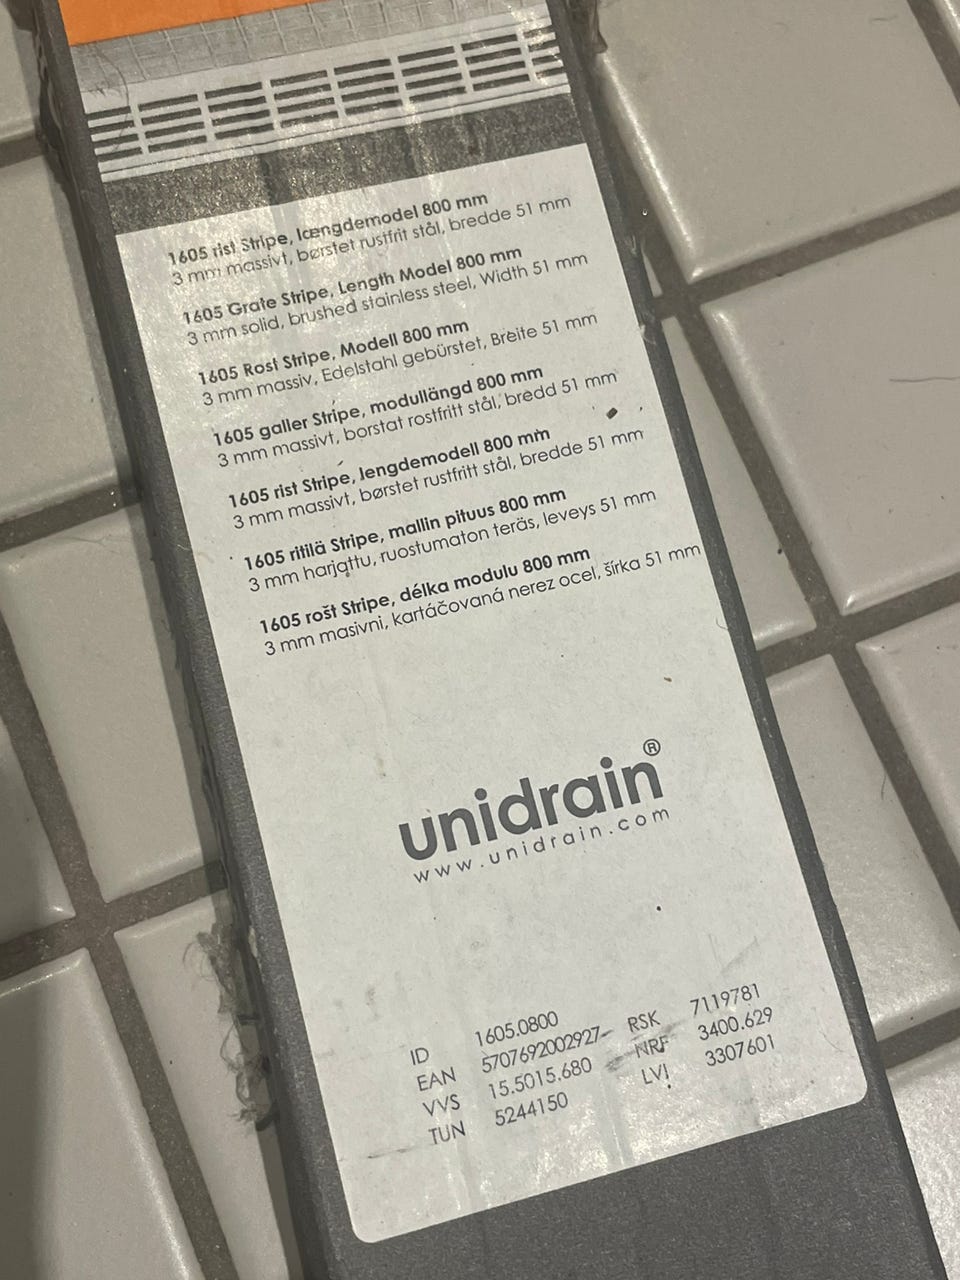 1605 rist Stripe, længdemodel 800 mm
3 mm massivt, børstet rustfrit stål, bredde 51 mm
1605 Grate Stripe, Length Model 800 mm
3 mm solid, brushed stainless steel, Width 51 mm
1605 Rost Stripe, Modell 800 mm
3 mm massiv, Edelstahl gebürstet, Breite 51 mm
1605 galler Stripe, modullängd 800 mm
3 mm massivt, borstat rostfritt stål, bredd 51 mm
1605 rist Stripe, lengdemodell 800 mm
3 mm massivt, børstet rustfritt stål, bredde 51 mm
1605 ritilä Stripe, mallin pituus 800 mm
3 mm harjattu, ruostumaton teräs, leveys 51 mm
1605 rošt Stripe, délka modulu 800 mm
3 mm masivni, kartáčovaná nerez ocel, šírka 51 mm
unidrain®
www.unidrain.com
ID 1605.0800
EAN 5707692002927 RSK 7119781
VVS 15.5015.680 NRF 3400.629
TUN 5244150 LVI 3307601